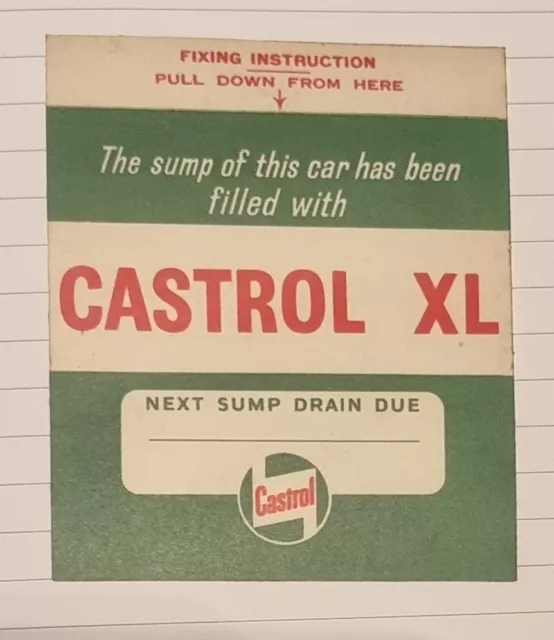 FIXING INSTRUCTION
PULL DOWN FROM HERE
The sump of this car has been
filled with
CASTROL XL
NEXT SUMP DRAIN DUE
Castrol